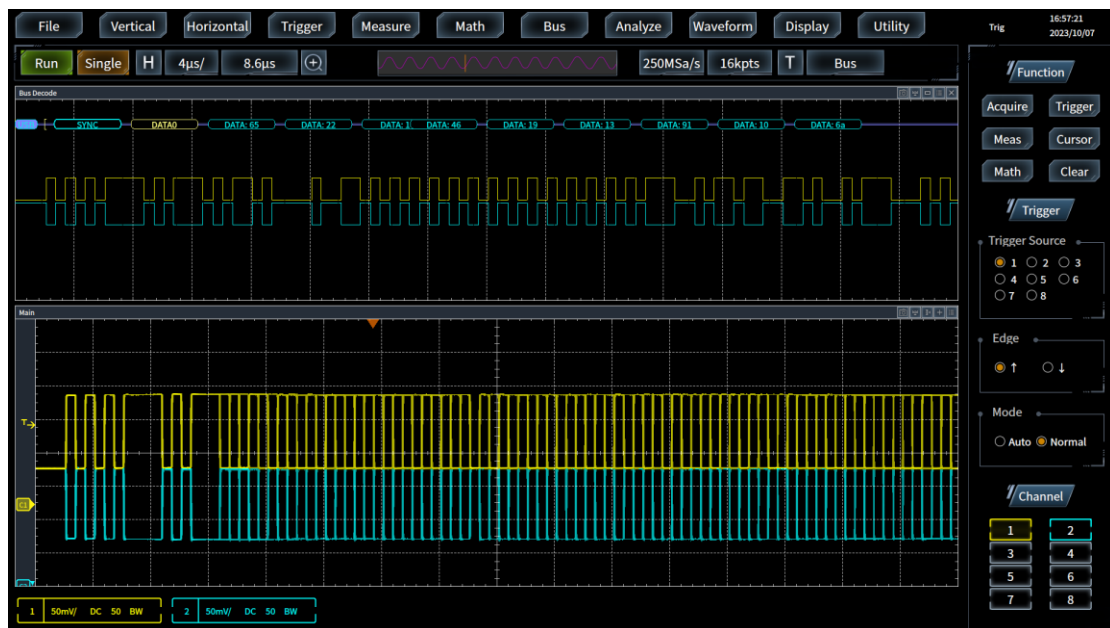 File Vertical Horizontal Trigger Measure Math Bus Analyze Waveform Display Utility Trig 16:57:21
2023/10/07
Run Single H 4µs/ 8.6µs 250MSa/s 16kpts T Bus
Function
Bus Decode
Acquire Trigger
SYNC DATA0 DATA: 65 DATA: 22 DATA: 1 DATA: 46 DATA: 19 DATA: 13 DATA: 91 DATA: 10 DATA: 6a
Meas Cursor
Math Clear
Trigger
Trigger Source
1 2 3
4 5 6
7 8
Main
Edge
↑ ↓
Mode
T
Auto Normal
Channel
C1
1 2
3 4
5 6
7 8
1 50mV/ DC 50 BW 2 50mV/ DC 50 BW